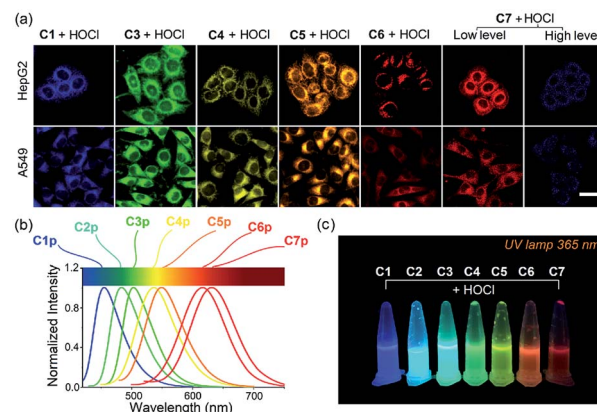 (a)
C7 + HOCl
C1 + HOCl C3 + HOCl C4 + HOCl C5 + HOCl C6 + HOCl Low level High level
HepG2
A549
(b)
C1p C2p C3p C4p C5p C6p C7p
1.2
0.8
0.4
0.0
Normalized Intensity
500 600 700
Wavelength (nm)
(c)
UV lamp 365 nm
C1 C2 C3 C4 C5 C6 C7
+ HOCl